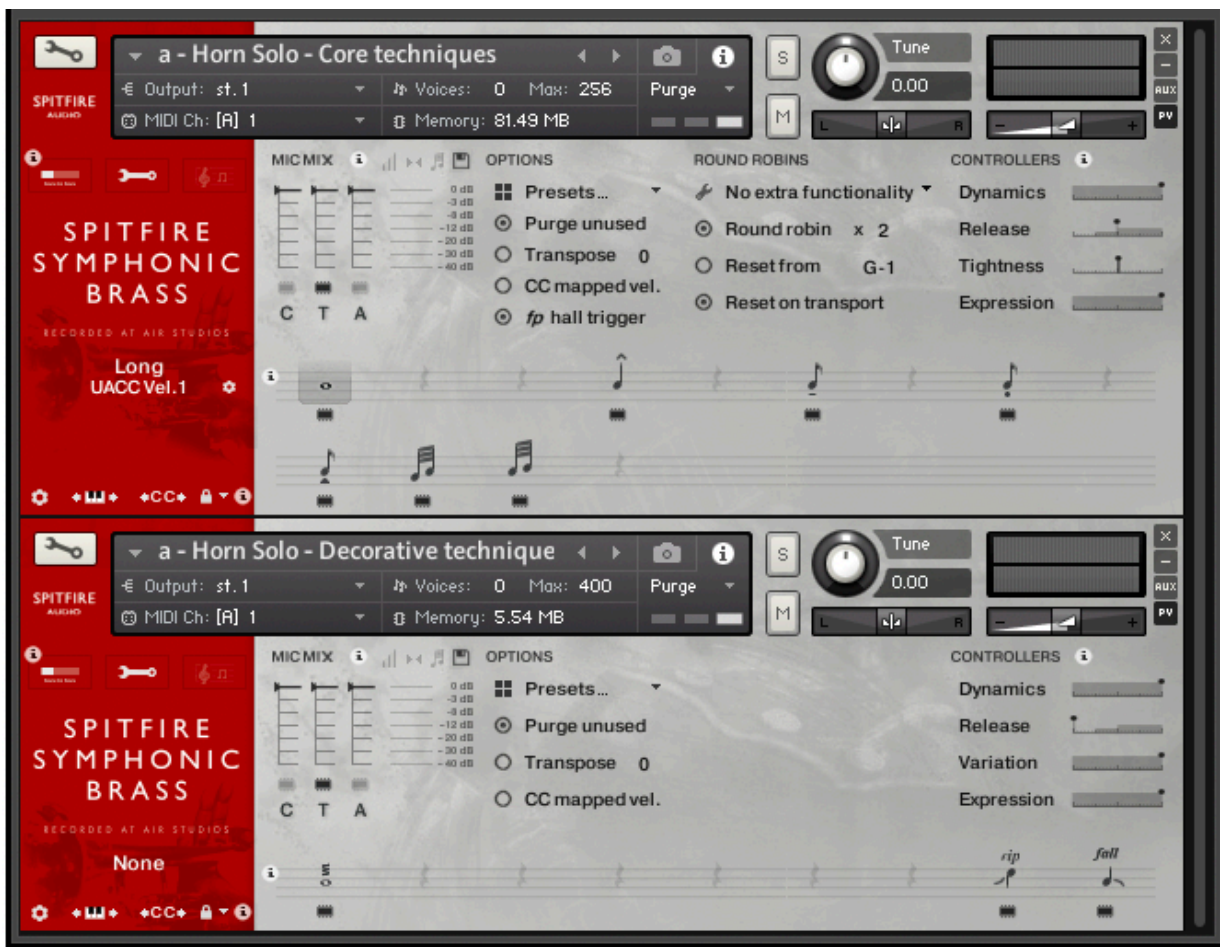 a - Horn Solo - Core techniques
S
Tune
0.00
X
SPITFIRE
AUDIO
Output: st.1
Voices: 0 Max: 256
Purge
AUX
MIDI Ch: [A] 1
Memory: 81.49 MB
M
L
R
PV
MIC MIX
OPTIONS
ROUND ROBINS
CONTROLLERS
0 dB
-3 dB
-12 dB
-20 dB
-30 dB
-40 dB
C T A
Presets...
Purge unused
Transpose 0
CC mapped vel.
fp hall trigger
No extra functionality
Round robin x 2
Reset from G-1
Reset on transport
Dynamics
Release
Tightness
Expression
SPITFIRE
SYMPHONIC
BRASS
RECORDED AT AIR STUDIOS
Long
UACC Vel.1
CC
a - Horn Solo - Decorative technique
S
Tune
0.00
X
SPITFIRE
AUDIO
Output: st.1
Voices: 0 Max: 400
Purge
AUX
MIDI Ch: [A] 1
Memory: 5.54 MB
M
L
R
PV
MIC MIX
OPTIONS
CONTROLLERS
0 dB
-3 dB
-12 dB
-20 dB
-30 dB
-40 dB
C T A
Presets...
Purge unused
Transpose 0
CC mapped vel.
Dynamics
Release
Variation
Expression
SPITFIRE
SYMPHONIC
BRASS
RECORDED AT AIR STUDIOS
None
rip
fall
CC